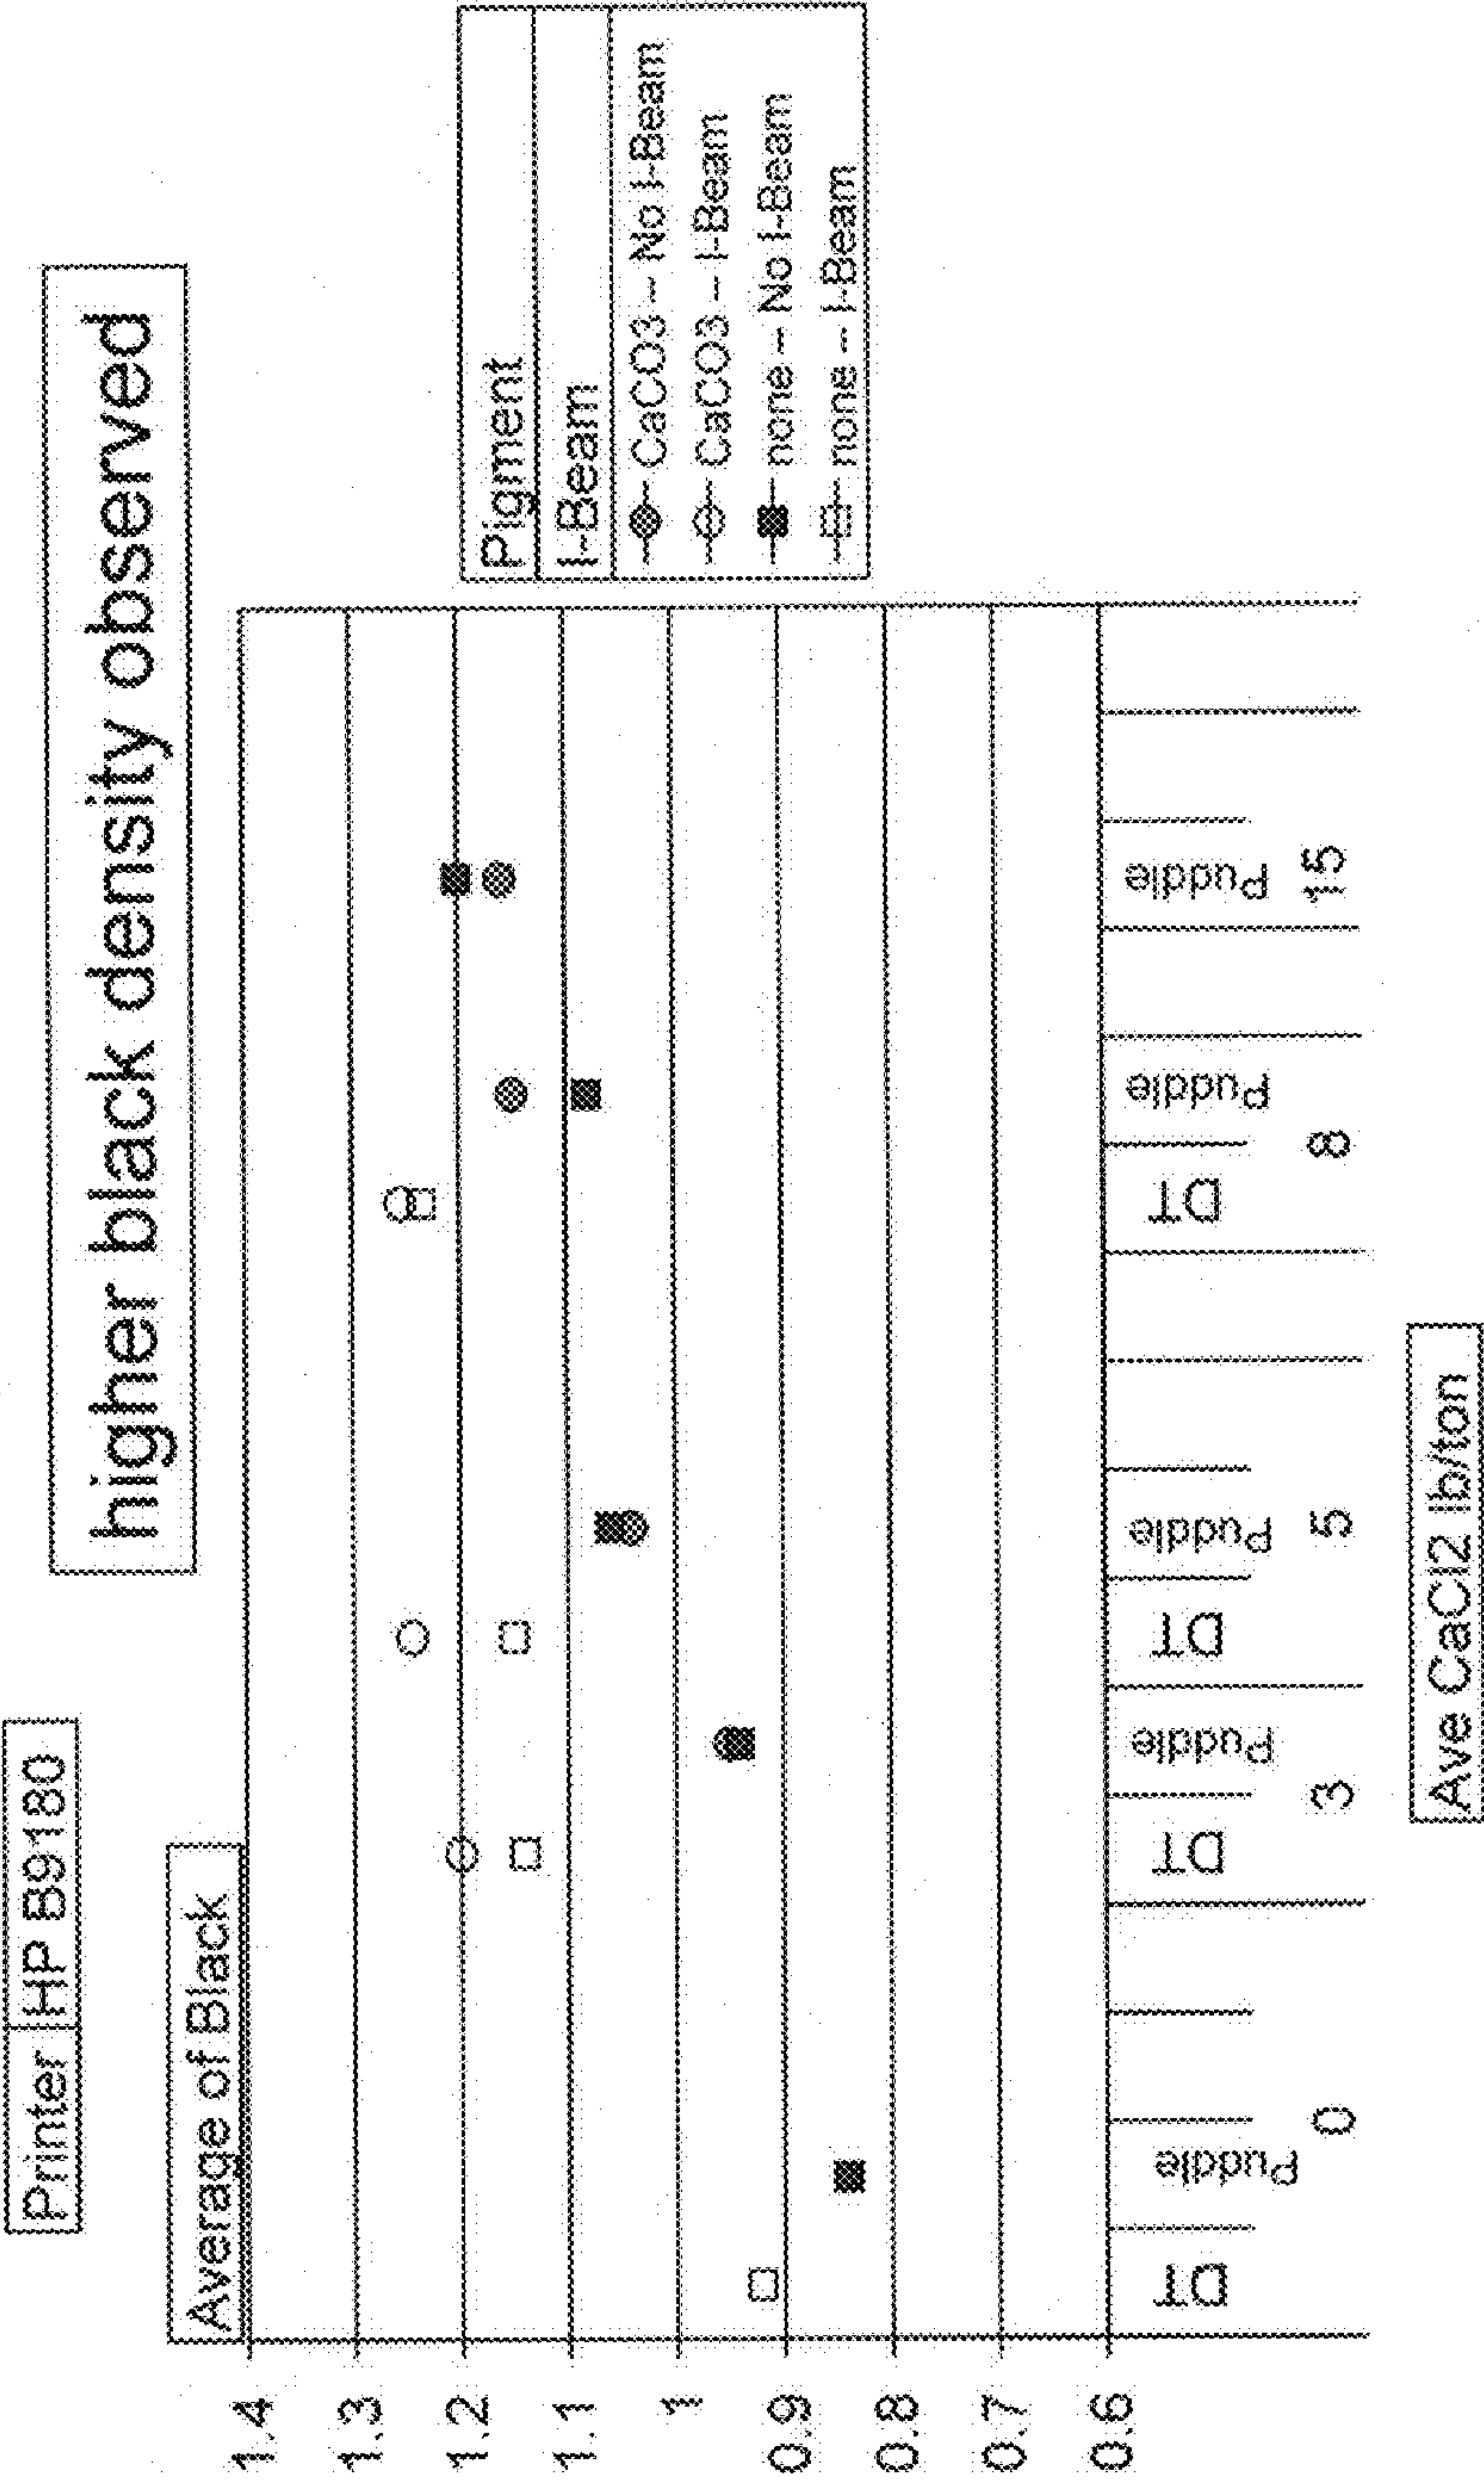 Printer HP B9180
higher black density observed
Average of Black
1.4
1.3
1.2
1.1
1
0.9
0.8
0.7
0.6
DT Puddle DT Puddle DT Puddle DT Puddle Puddle
0 3 5 8 15
Ave CaCl2 lb/ton
Pigment
I-Beam
CaCO3 -- No I-Beam
CaCO3 -- I-Beam
none -- No I-Beam
none -- I-Beam